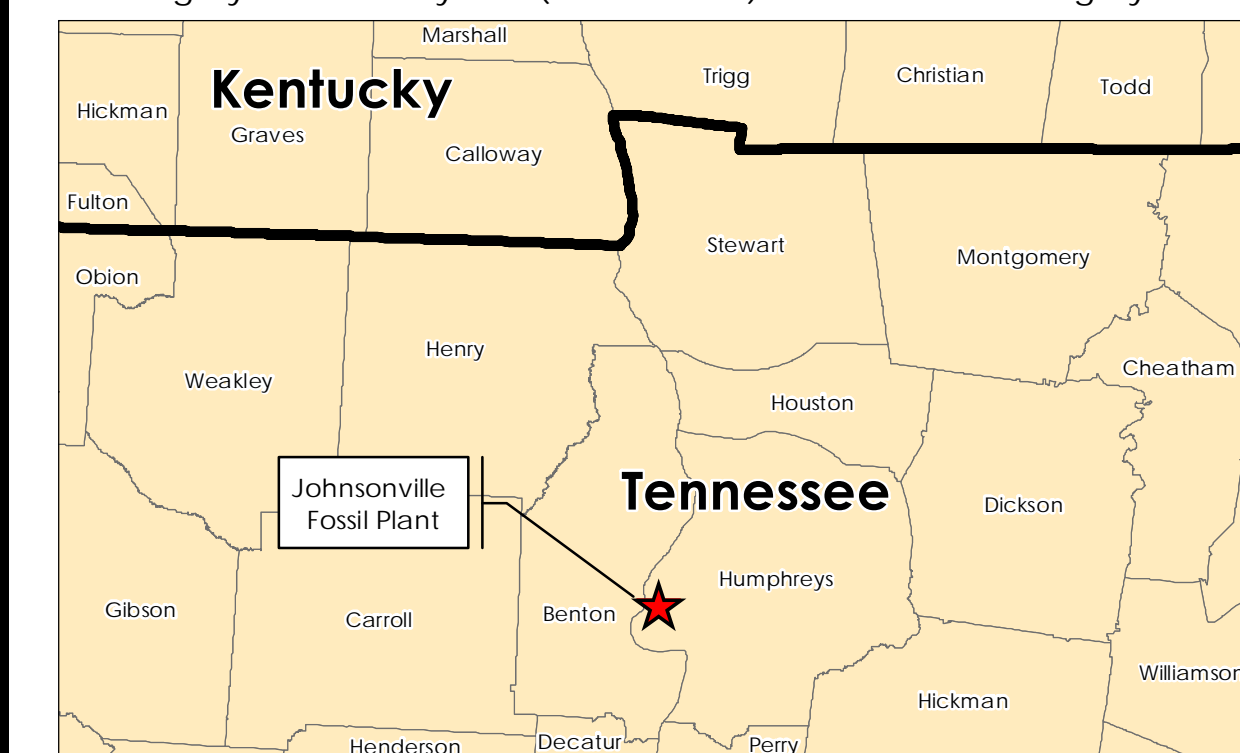 Marshall
Trigg
Christian
Todd
Kentucky
Hickman
Graves
Calloway
Fulton
Stewart
Montgomery
Obion
Henry
Weakley
Cheatham
Houston
Johnsonville
Fossil Plant
Tennessee
Dickson
Humphreys
Gibson
Carroll
Benton
Williamson
Hickman
Henderson
Decatur
Perry